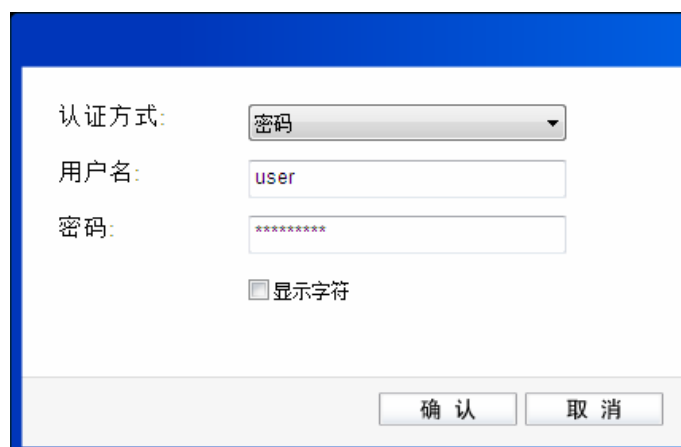 认证方式:
密码
用户名:
user
密码:
*********
显示字符
确 认
取 消